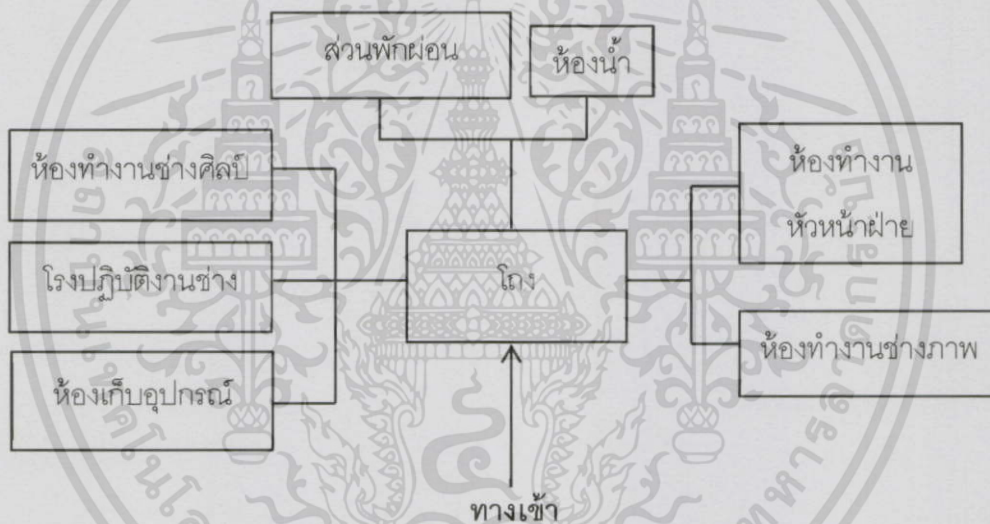 ส่วนพักผ่อน
ห้องน้ำ
ห้องทำงานช่างศิลป์
ห้องทำงาน
หัวหน้าฝ่าย
โรงปฏิบัติงานช่าง
โถง
ห้องทำงานช่างภาพ
ห้องเก็บอุปกรณ์
ทางเข้า